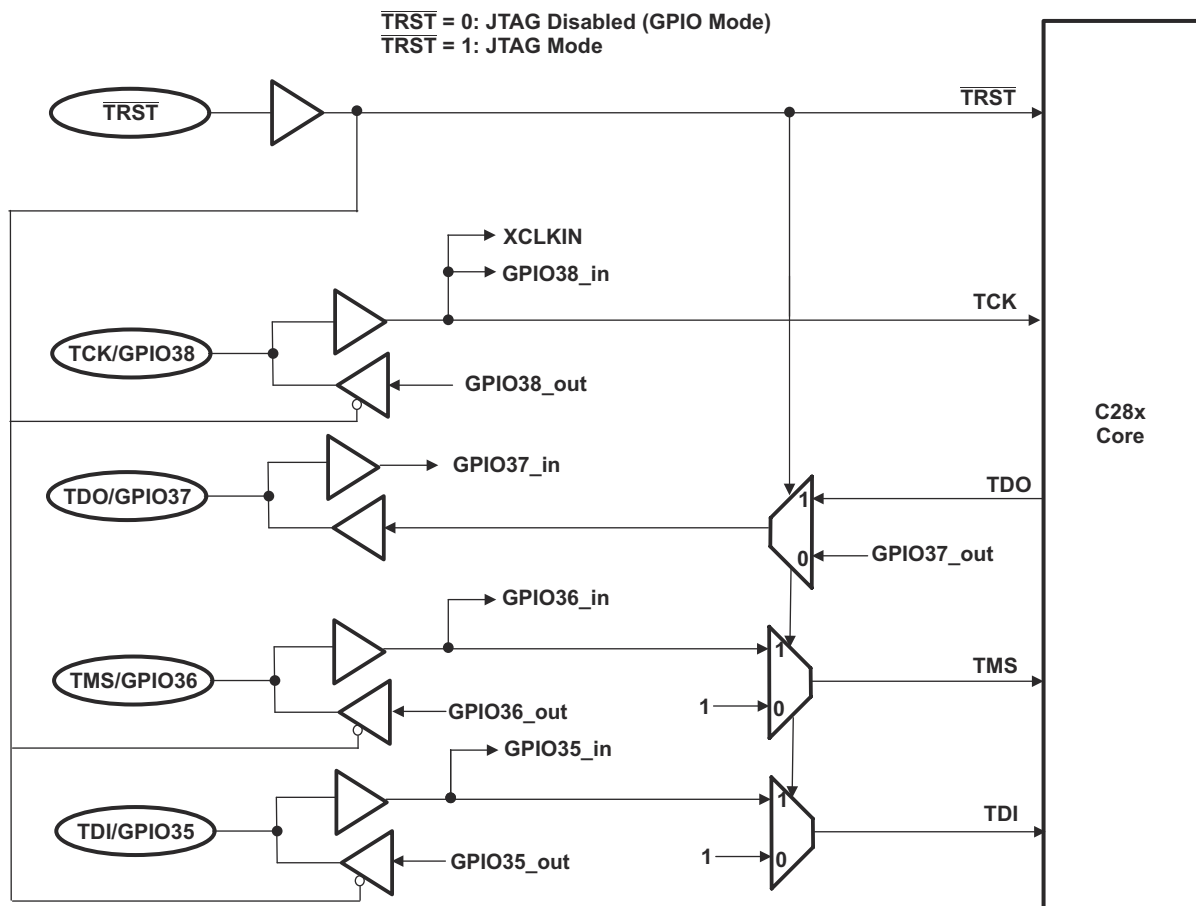 TRST = 0: JTAG Disabled (GPIO Mode)
TRST = 1: JTAG Mode
TRST
TRST
XCLKIN
GPIO38_in
TCK
TCK/GPIO38
GPIO38_out
C28x
Core
GPIO37_in
TDO/GPIO37
1
TDO
0
GPIO37_out
GPIO36_in
1
TMS/GPIO36
TMS
GPIO36_out
1
0
GPIO35_in
1
TDI/GPIO35
TDI
GPIO35_out
1
0